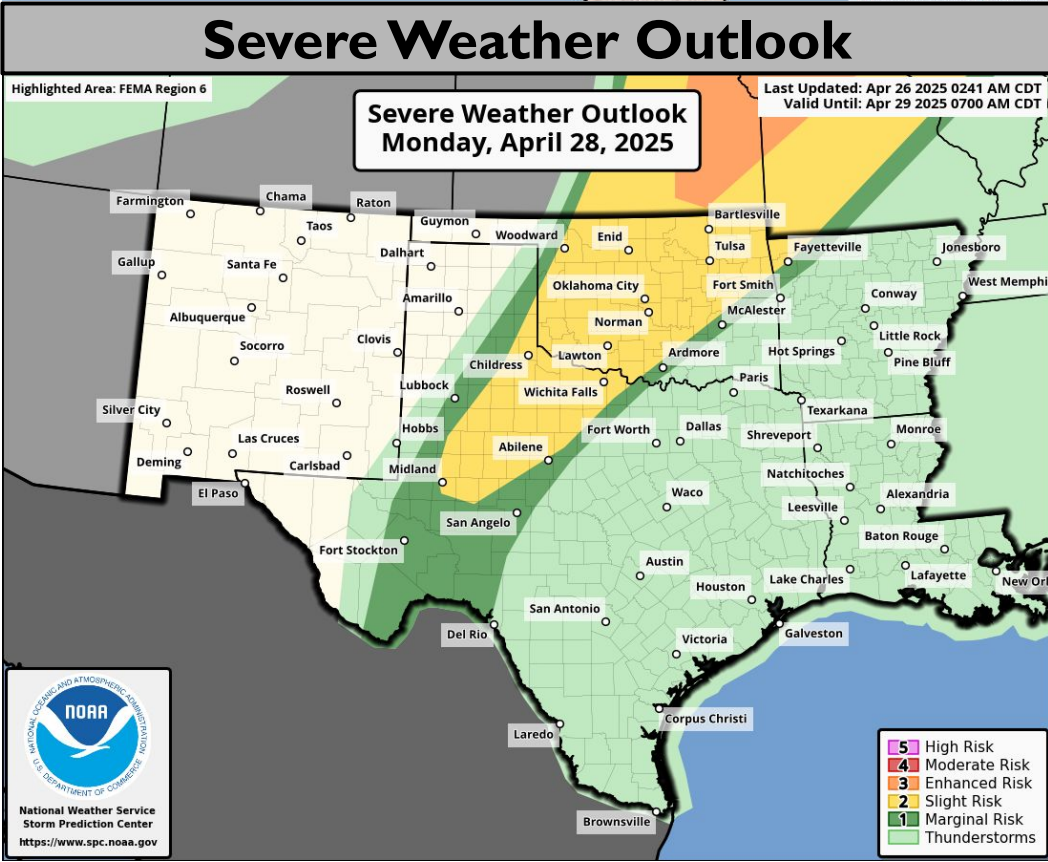 Severe Weather Outlook
Highlighted Area: FEMA Region 6
Last Updated: Apr 26 2025 0241 AM CDT
Valid Until: Apr 29 2025 0700 AM CDT
Severe Weather Outlook
Monday, April 28, 2025
Farmington
Chama
Raton
Taos
Guymon
Woodward
Enid
Bartlesville
Tulsa
Fayetteville
Jonesboro
Gallup
Santa Fe
Dalhart
Oklahoma City
Fort Smith
Conway
West Memphi
Albuquerque
Amarillo
Norman
McAlester
Little Rock
Socorro
Clovis
Childress
Lawton
Ardmore
Hot Springs
Pine Bluff
Roswell
Lubbock
Wichita Falls
Paris
Texarkana
Silver City
Las Cruces
Hobbs
Fort Worth
Dallas
Shreveport
Monroe
Deming
Carlsbad
Midland
Abilene
Natchitoches
El Paso
San Angelo
Waco
Leesville
Alexandria
Fort Stockton
Austin
Baton Rouge
Houston
Lake Charles
Lafayette
New Orl
Del Rio
San Antonio
Victoria
Galveston
Laredo
Corpus Christi
Brownsville
NATIONAL OCEANIC AND ATMOSPHERIC ADMINISTRATION
NOAA
U.S. DEPARTMENT OF COMMERCE
National Weather Service
Storm Prediction Center
https://www.spc.noaa.gov
5 High Risk
4 Moderate Risk
3 Enhanced Risk
2 Slight Risk
1 Marginal Risk
Thunderstorms